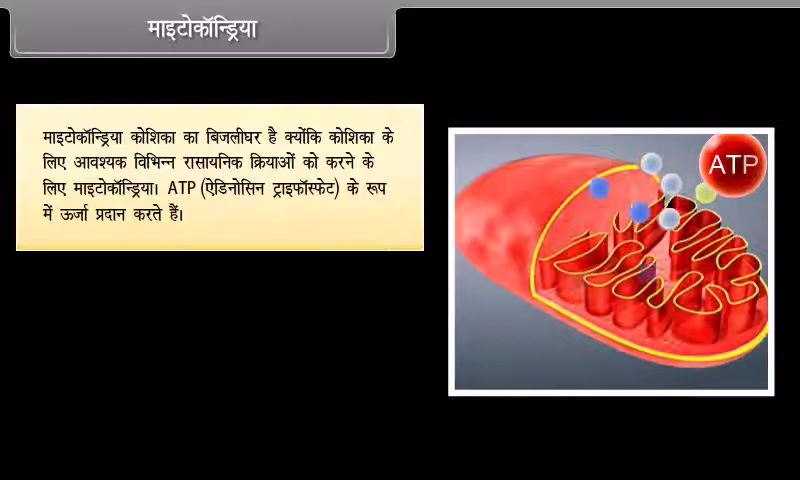 माइटोकॉन्ड्रिया
माइटोकॉन्ड्रिया कोशिका का बिजलीघर है क्योंकि कोशिका के
लिए आवश्यक विभिन्न रासायनिक क्रियाओं को करने के
लिए माइटोकॉन्ड्रिया। ATP (ऐडिनोसिन ट्राइफॉस्फेट) के रूप
में ऊर्जा प्रदान करते हैं।
ATP